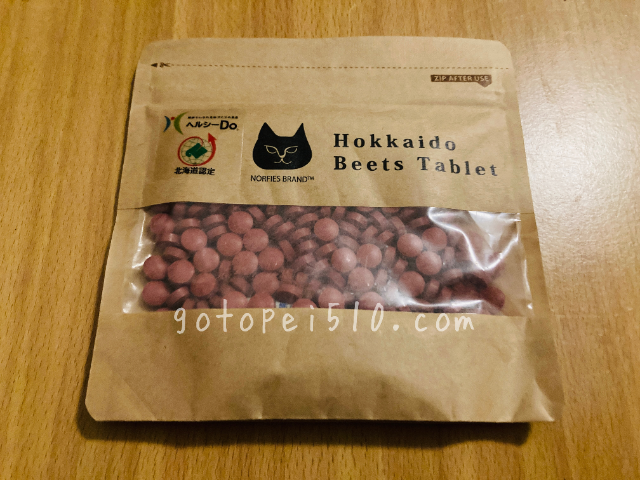 ZIP AFTER USE
ヘルシーDo
北海道認定
NORFIES BRAND™
Hokkaido
Beets Tablet
gotopei510.com